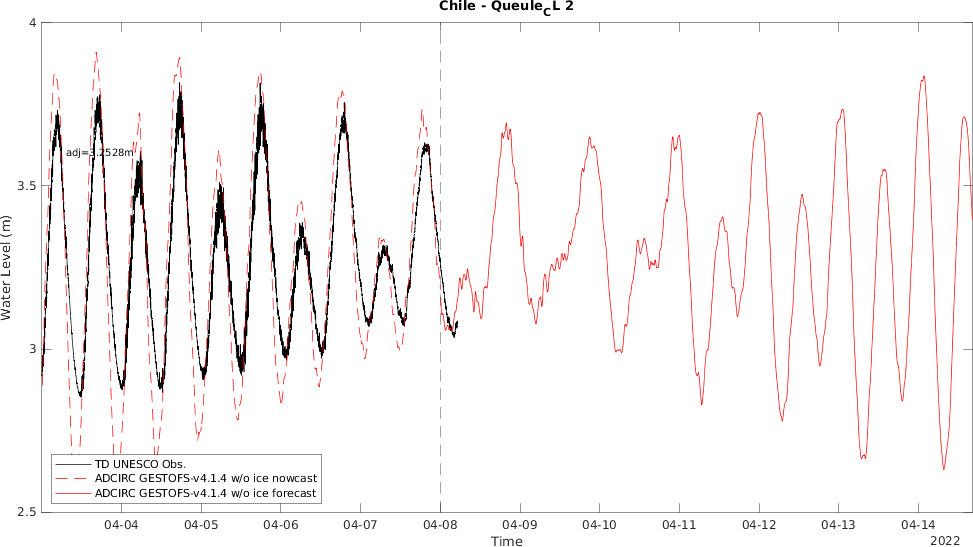 Chile - Queule_CL 2
4
3.5
3
2.5
Water Level (m)
adj=3.2528m
TD UNESCO Obs.
ADCIRC GESTOFS-v4.1.4 w/o ice nowcast
ADCIRC GESTOFS-v4.1.4 w/o ice forecast
04-04 04-05 04-06 04-07 04-08 04-09 04-10 04-11 04-12 04-13 04-14
Time
2022